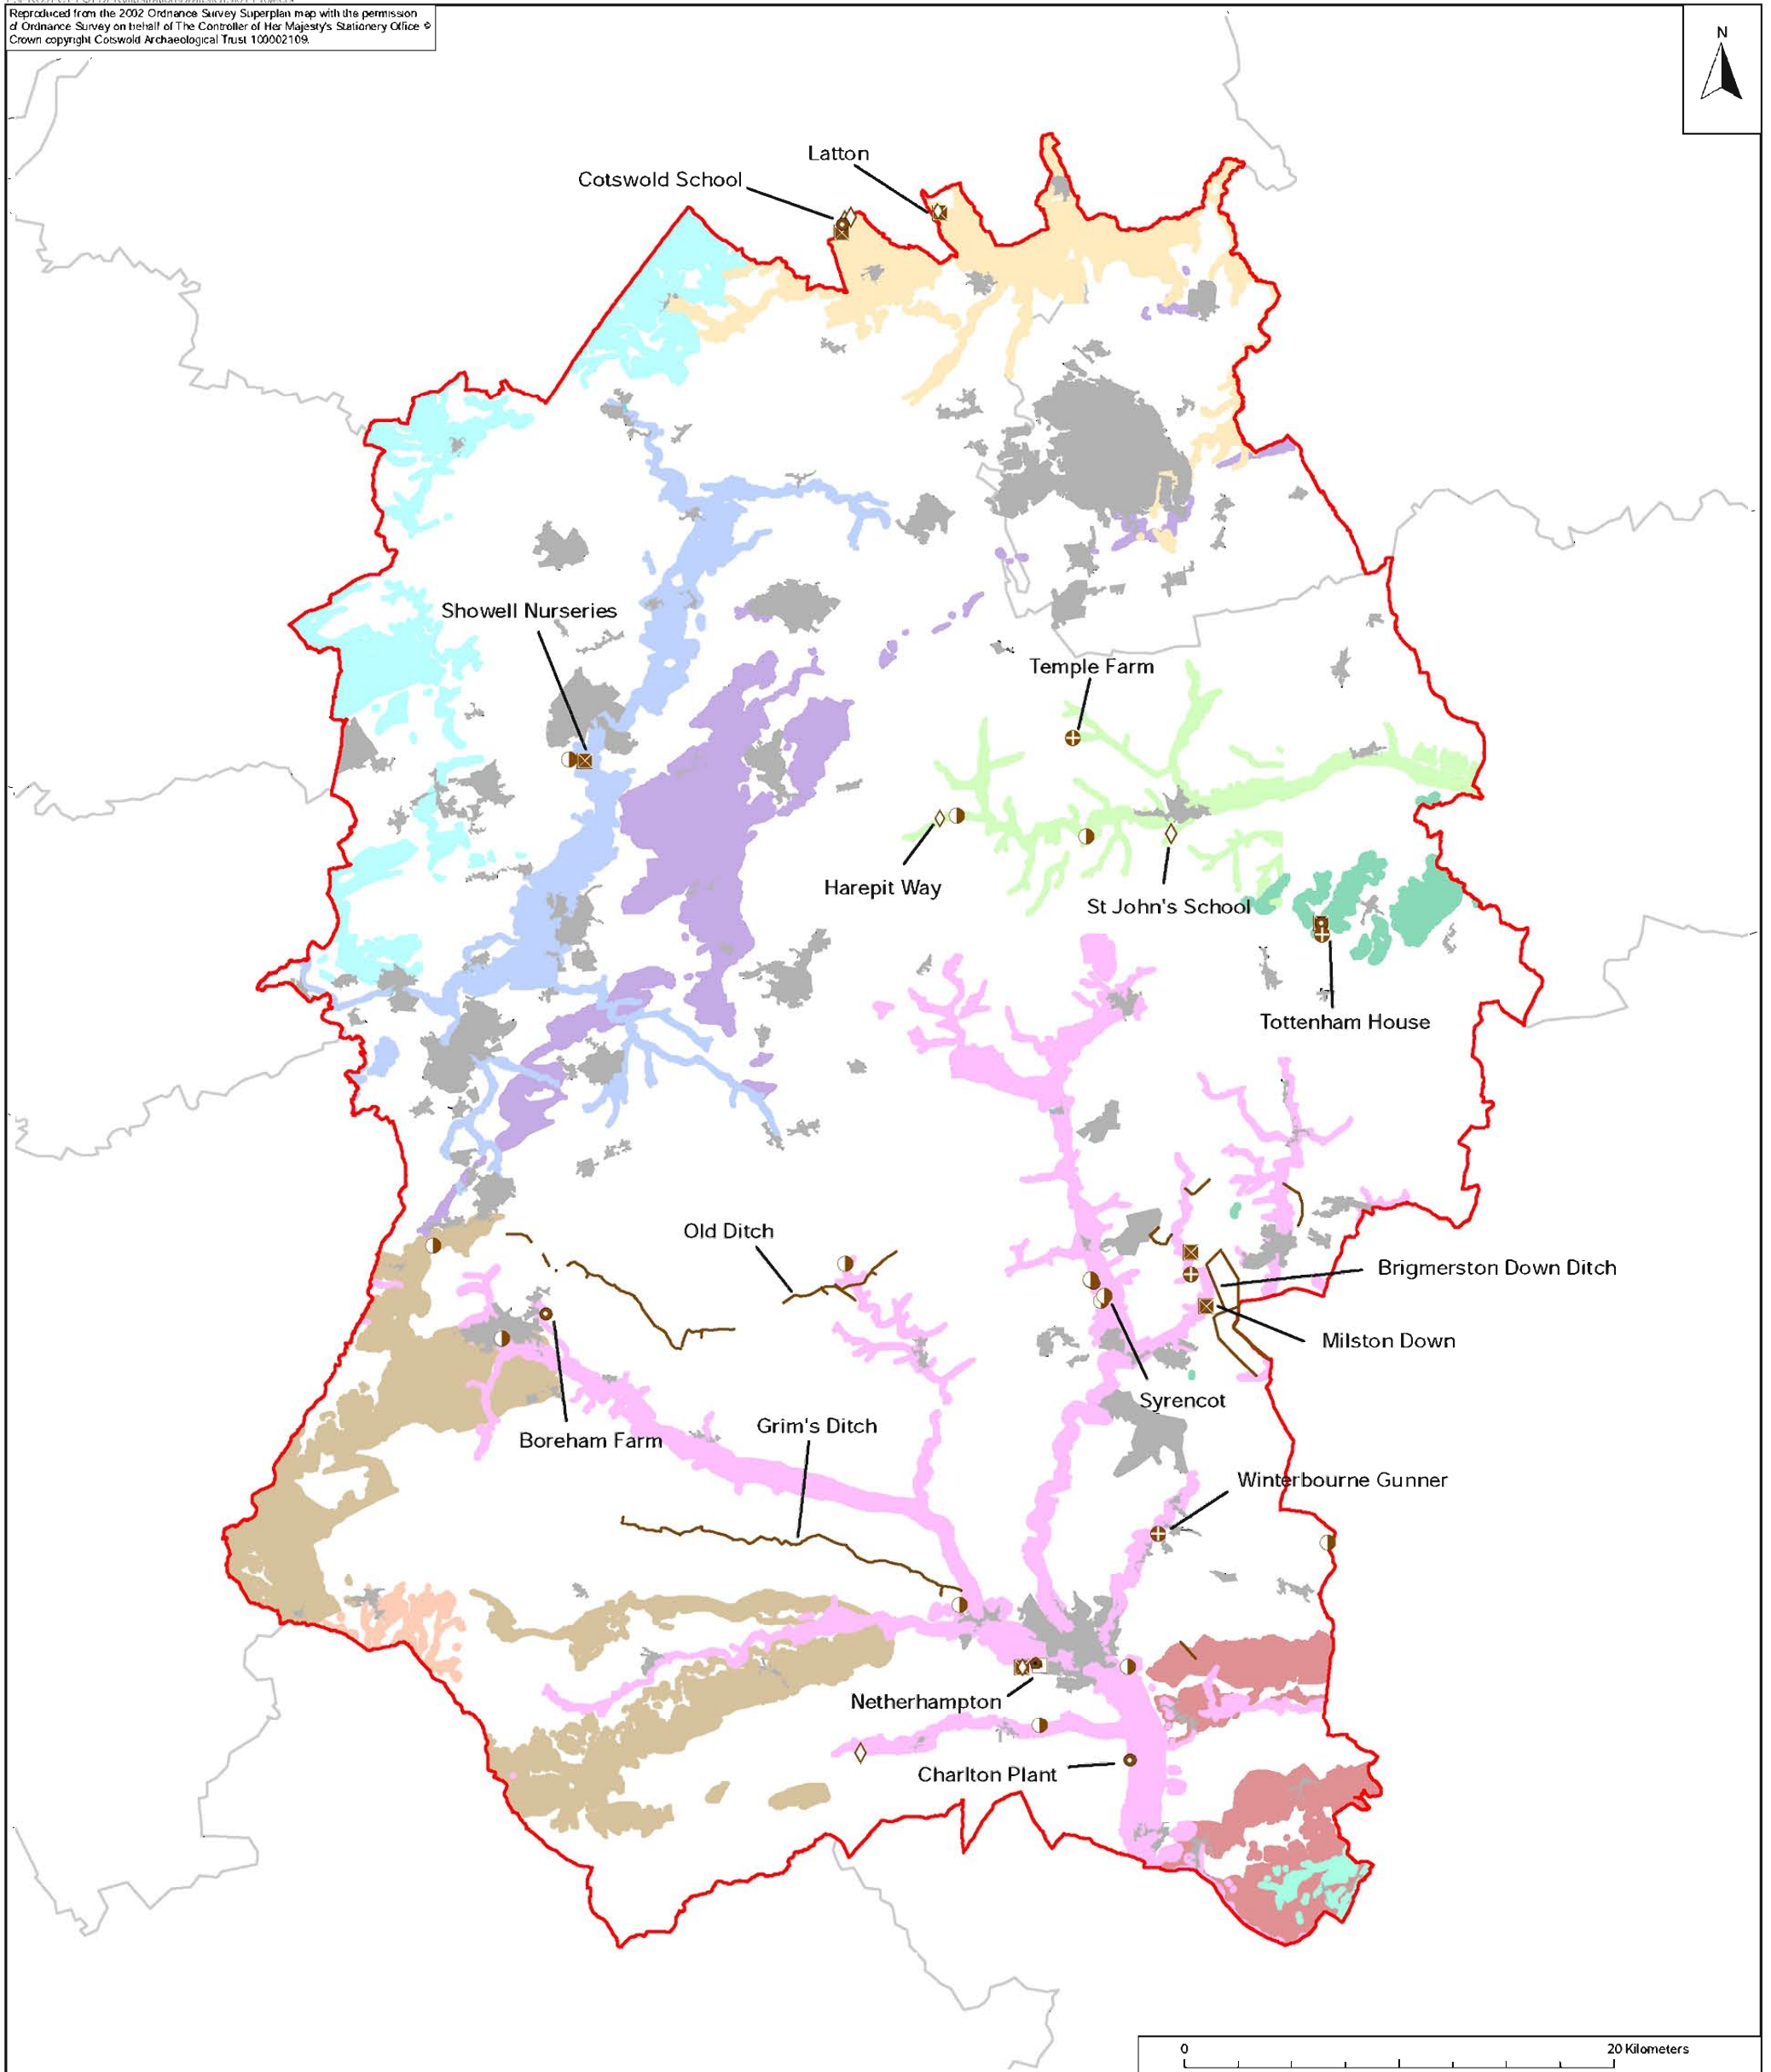 Reproduced from the 2002 Ordnance Survey Superplan map with the permission
of Ordnance Survey on behalf of The Controller of Her Majesty's Stationery Office ©
Crown copyright Cotswold Archaeological Trust 100002109.
N
Latton
Cotswold School
Showell Nurseries
Temple Farm
Harepit Way
St John's School
Tottenham House
Old Ditch
Brigmerston Down Ditch
Milston Down
Syrencot
Grim's Ditch
Boreham Farm
Winterbourne Gunner
Netherhampton
Charlton Plant
0
20 Kilometers